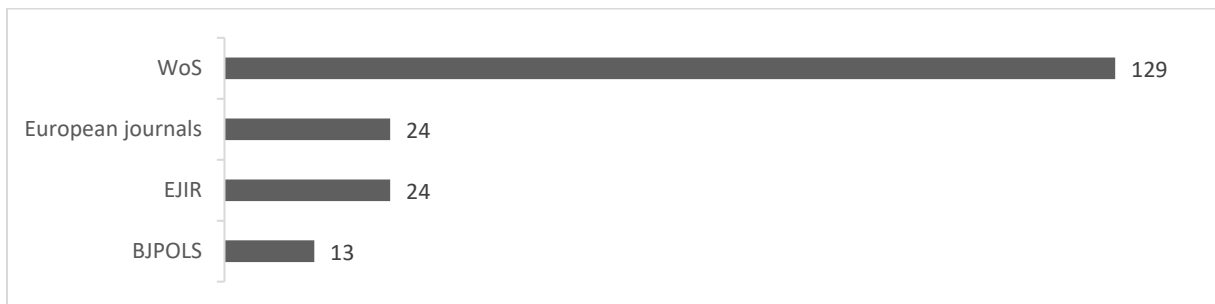 WoS 129
European journals 24
EJIR 24
BJPOLS 13